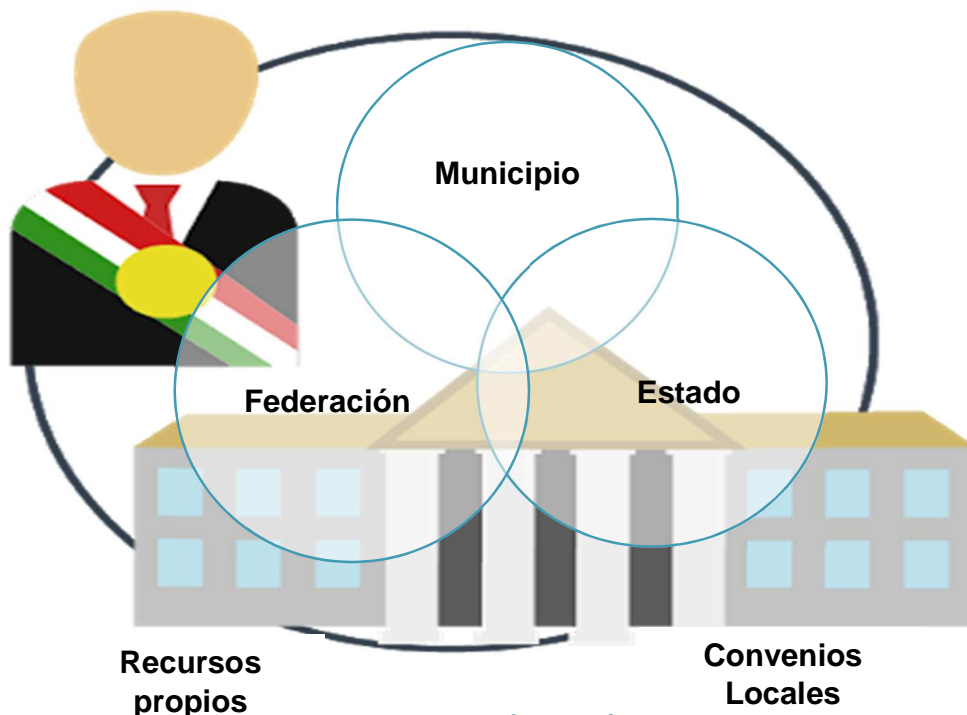 Municipio
Federación
Estado
Recursos
propios
Convenios
Locales